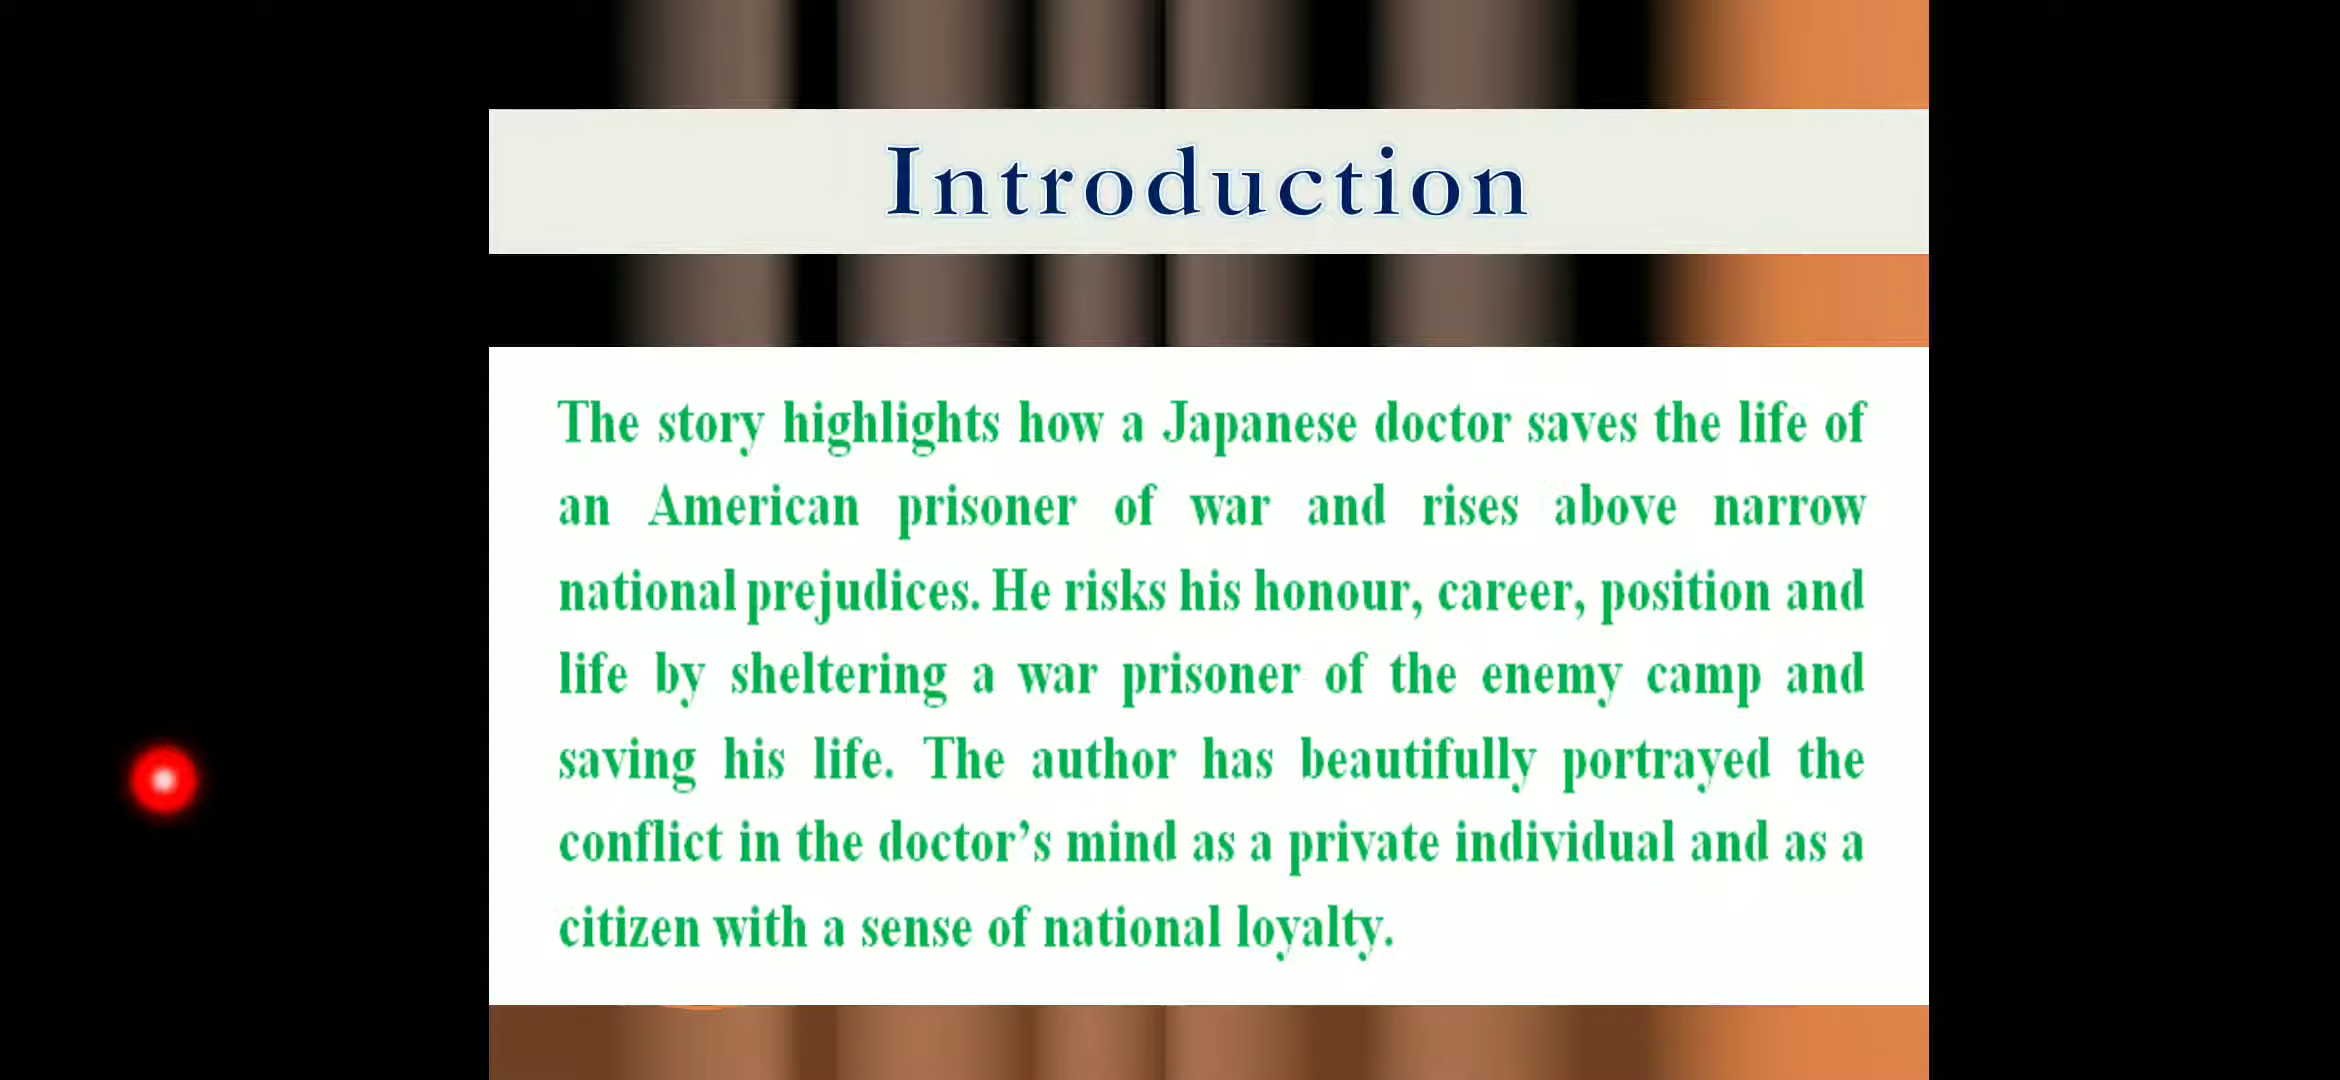 Introduction
The story highlights how a Japanese doctor saves the life of
an American prisoner of war and rises above narrow
national prejudices. He risks his honour, career, position and
life by sheltering a war prisoner of the enemy camp and
saving his life. The author has beautifully portrayed the
conflict in the doctor’s mind as a private individual and as a
citizen with a sense of national loyalty.